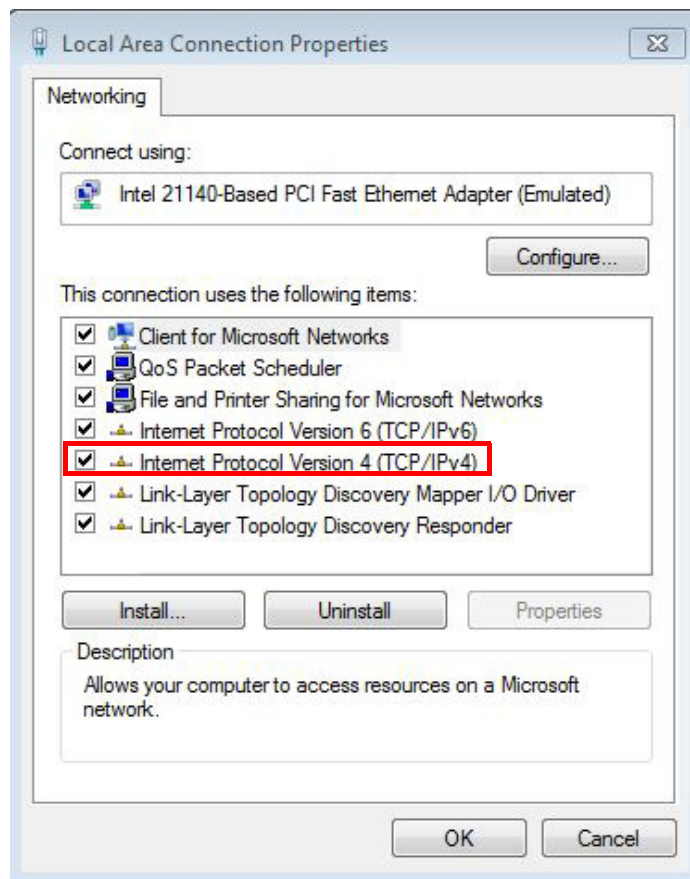 Local Area Connection Properties
Networking
Connect using:
Intel 21140-Based PCI Fast Ethernet Adapter (Emulated)
Configure...
This connection uses the following items:
Client for Microsoft Networks
QoS Packet Scheduler
File and Printer Sharing for Microsoft Networks
Internet Protocol Version 6 (TCP/IPv6)
Internet Protocol Version 4 (TCP/IPv4)
Link-Layer Topology Discovery Mapper I/O Driver
Link-Layer Topology Discovery Responder
Install... Uninstall Properties
Description
Allows your computer to access resources on a Microsoft
network.
OK Cancel